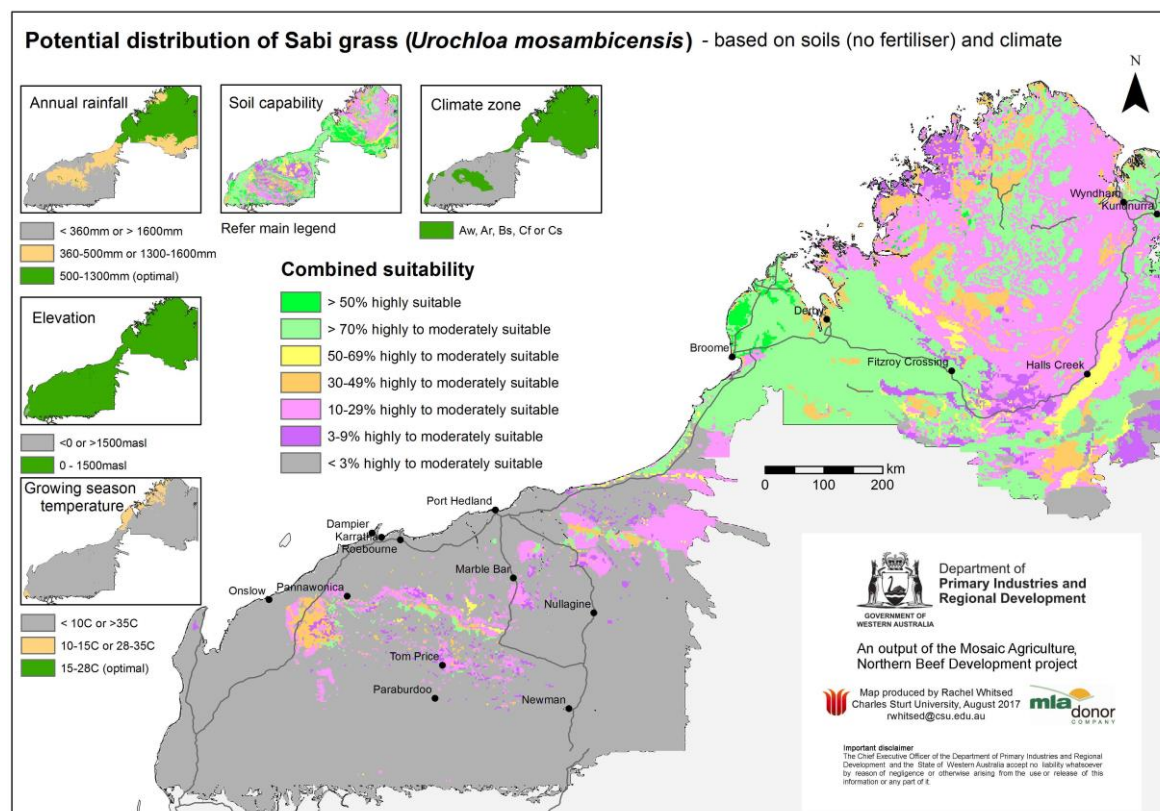 Potential distribution of Sabi grass (Urochloa mosambicensis) - based on soils (no fertiliser) and climate
N
Annual rainfall
< 360mm or > 1600mm
360-500mm or 1300-1600mm
500-1300mm (optimal)
Soil capability
Refer main legend
Climate zone
Aw, Ar, Bs, Cf or Cs
Elevation
<0 or >1500masl
0 - 1500masl
Growing season
temperature
< 10C or >35C
10-15C or 28-35C
15-28C (optimal)
Combined suitability
> 50% highly suitable
> 70% highly to moderately suitable
50-69% highly to moderately suitable
30-49% highly to moderately suitable
10-29% highly to moderately suitable
3-9% highly to moderately suitable
< 3% highly to moderately suitable
Wyndham
Kununurra
Derby
Broome
Fitzroy Crossing
Halls Creek
km
0 100 200
Port Hedland
Dampier
Karratha
Roebourne
Marble Bar
Onslow
Pannawonica
Nullagine
Tom Price
Paraburdoo
Newman
GOVERNMENT OF
WESTERN AUSTRALIA
Department of
Primary Industries and
Regional Development
An output of the Mosaic Agriculture,
Northern Beef Development project
Map produced by Rachel Whitsed
Charles Sturt University, August 2017
rwhitsed@csu.edu.au
mla
donor
COMPANY
Important disclaimer
The Chief Executive Officer of the Department of Primary Industries and Regional
Development and the State of Western Australia accept no liability whatsoever
by reason of negligence or otherwise arising from the use or release of this
information or any part of it.